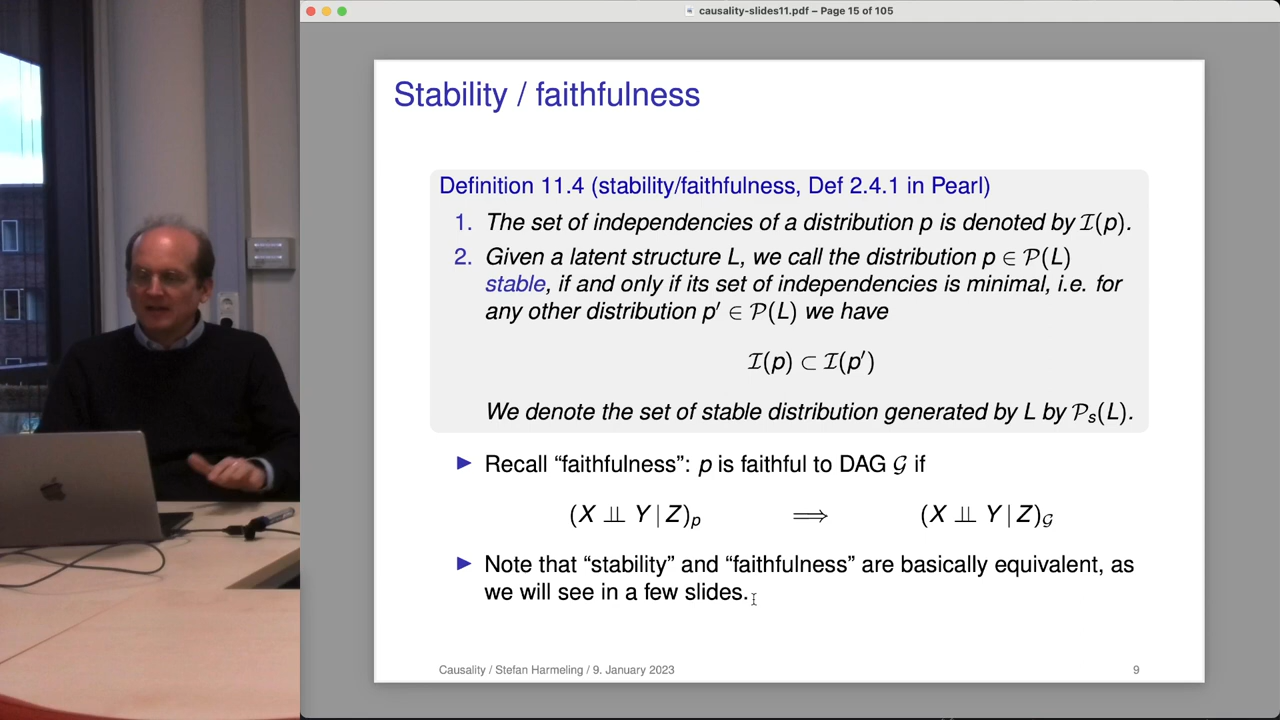 causality-slides11.pdf – Page 15 of 105
Stability / faithfulness
Definition 11.4 (stability/faithfulness, Def 2.4.1 in Pearl)
1. The set of independencies of a distribution p is denoted by ℐ(p).
2. Given a latent structure L, we call the distribution p ∈ 𝒫(L)
stable, if and only if its set of independencies is minimal, i.e. for
any other distribution p′ ∈ 𝒫(L) we have
ℐ(p) ⊂ ℐ(p′)
We denote the set of stable distribution generated by L by 𝒫ₛ(L).
▶ Recall “faithfulness”: p is faithful to DAG 𝒢 if
(X ⫫ Y | Z)ₚ ⟹ (X ⫫ Y | Z)𝒢
▶ Note that “stability” and “faithfulness” are basically equivalent, as
we will see in a few slides.
Causality / Stefan Harmeling / 9. January 2023 9